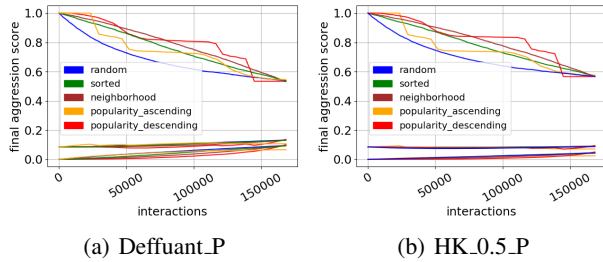 final aggression score
1.0
0.8
0.6
0.4
0.2
0.0
random
sorted
neighborhood
popularity_ascending
popularity_descending
0
50000
100000
150000
interactions
(a) Deffuant_P
final aggression score
1.0
0.8
0.6
0.4
0.2
0.0
random
sorted
neighborhood
popularity_ascending
popularity_descending
0
50000
100000
150000
interactions
(b) HK_0.5_P